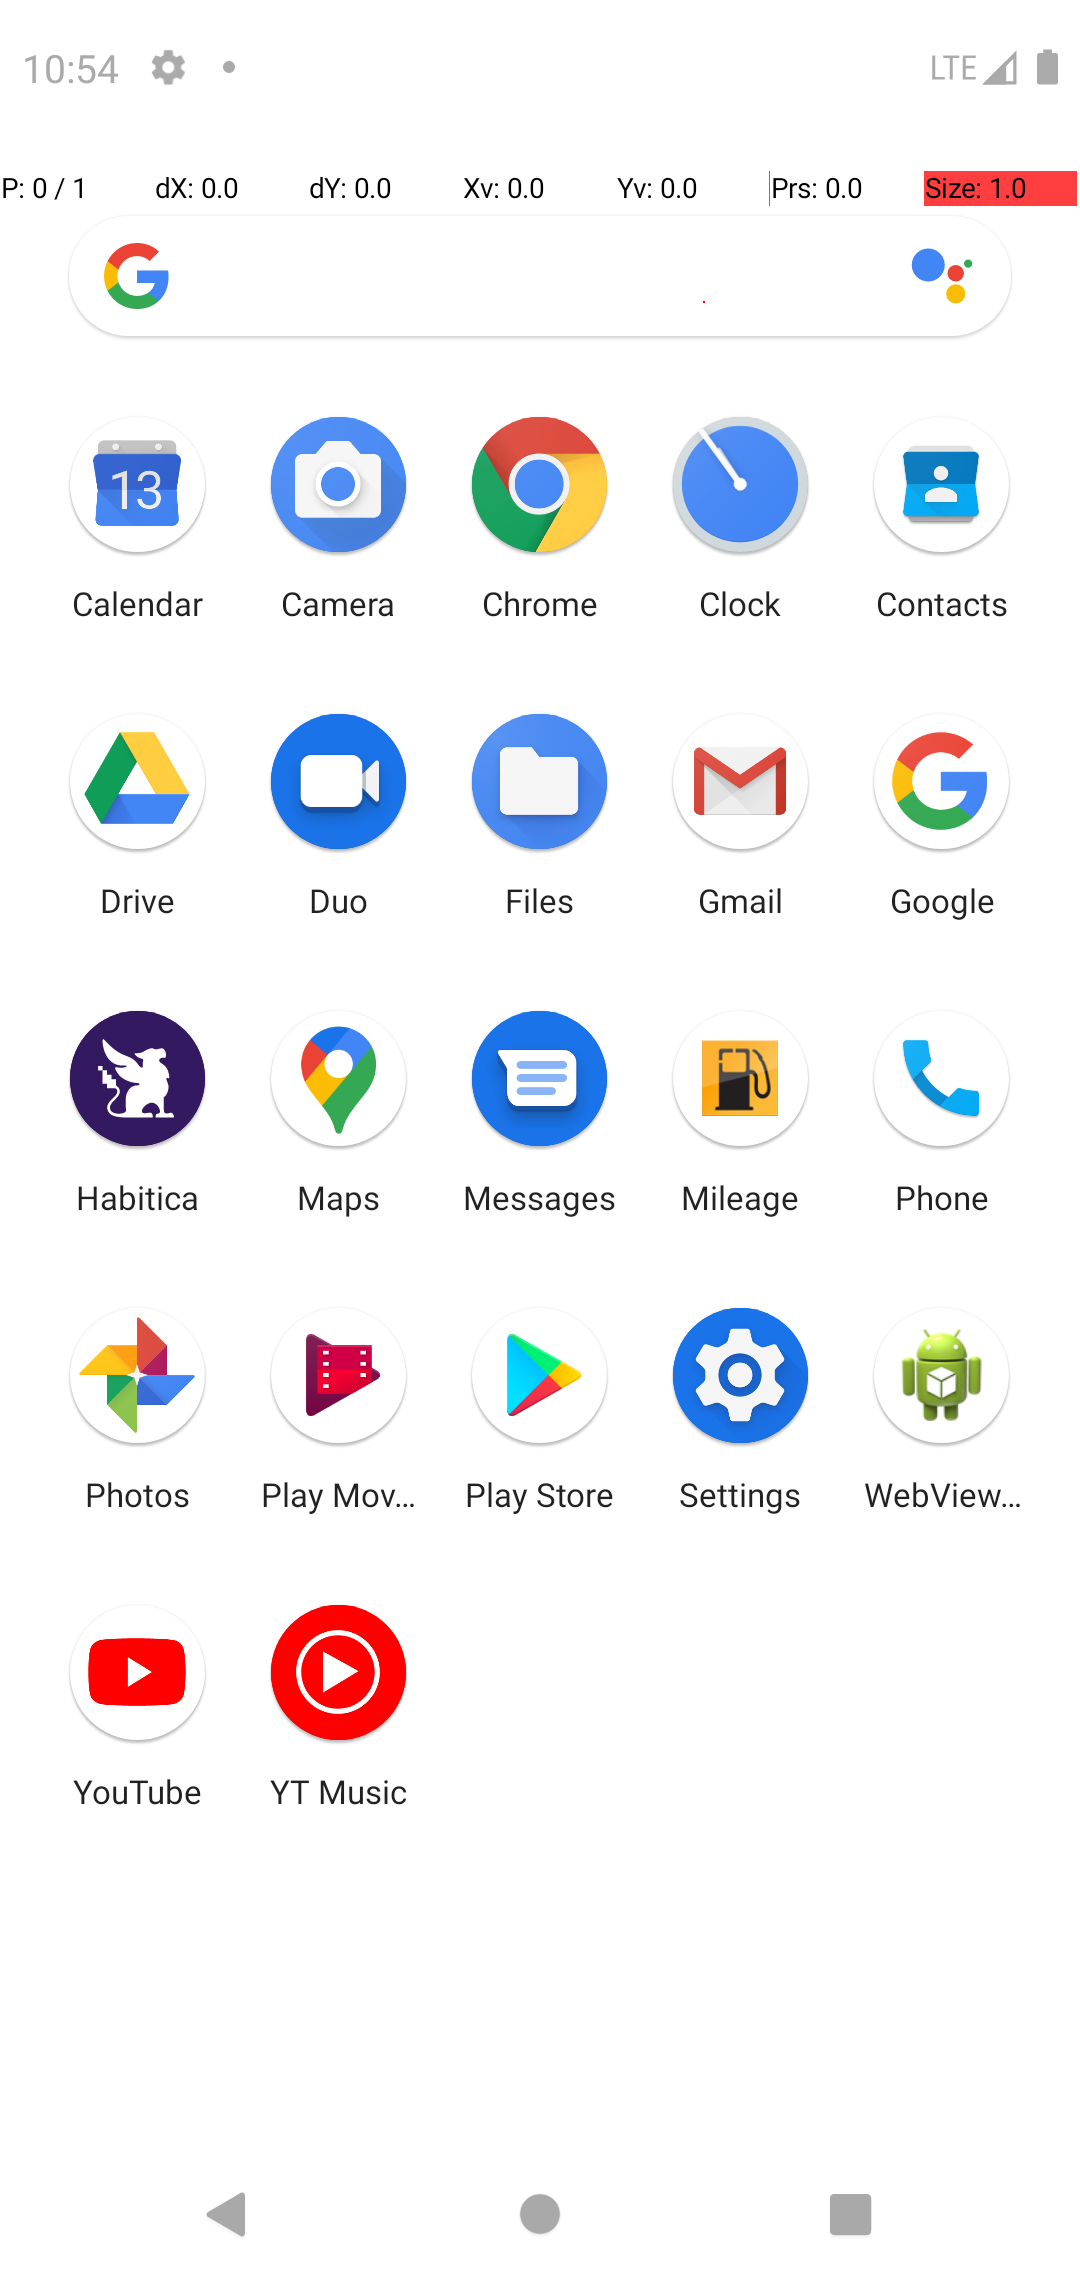 10:54 LTE
P: 0 / 1 dX: 0.0 dY: 0.0 Xv: 0.0 Yv: 0.0 Prs: 0.0 Size: 1.0
13
Calendar Camera Chrome Clock Contacts
Drive Duo Files Gmail Google
Habitica Maps Messages Mileage Phone
Photos Play Mov... Play Store Settings WebView...
YouTube YT Music